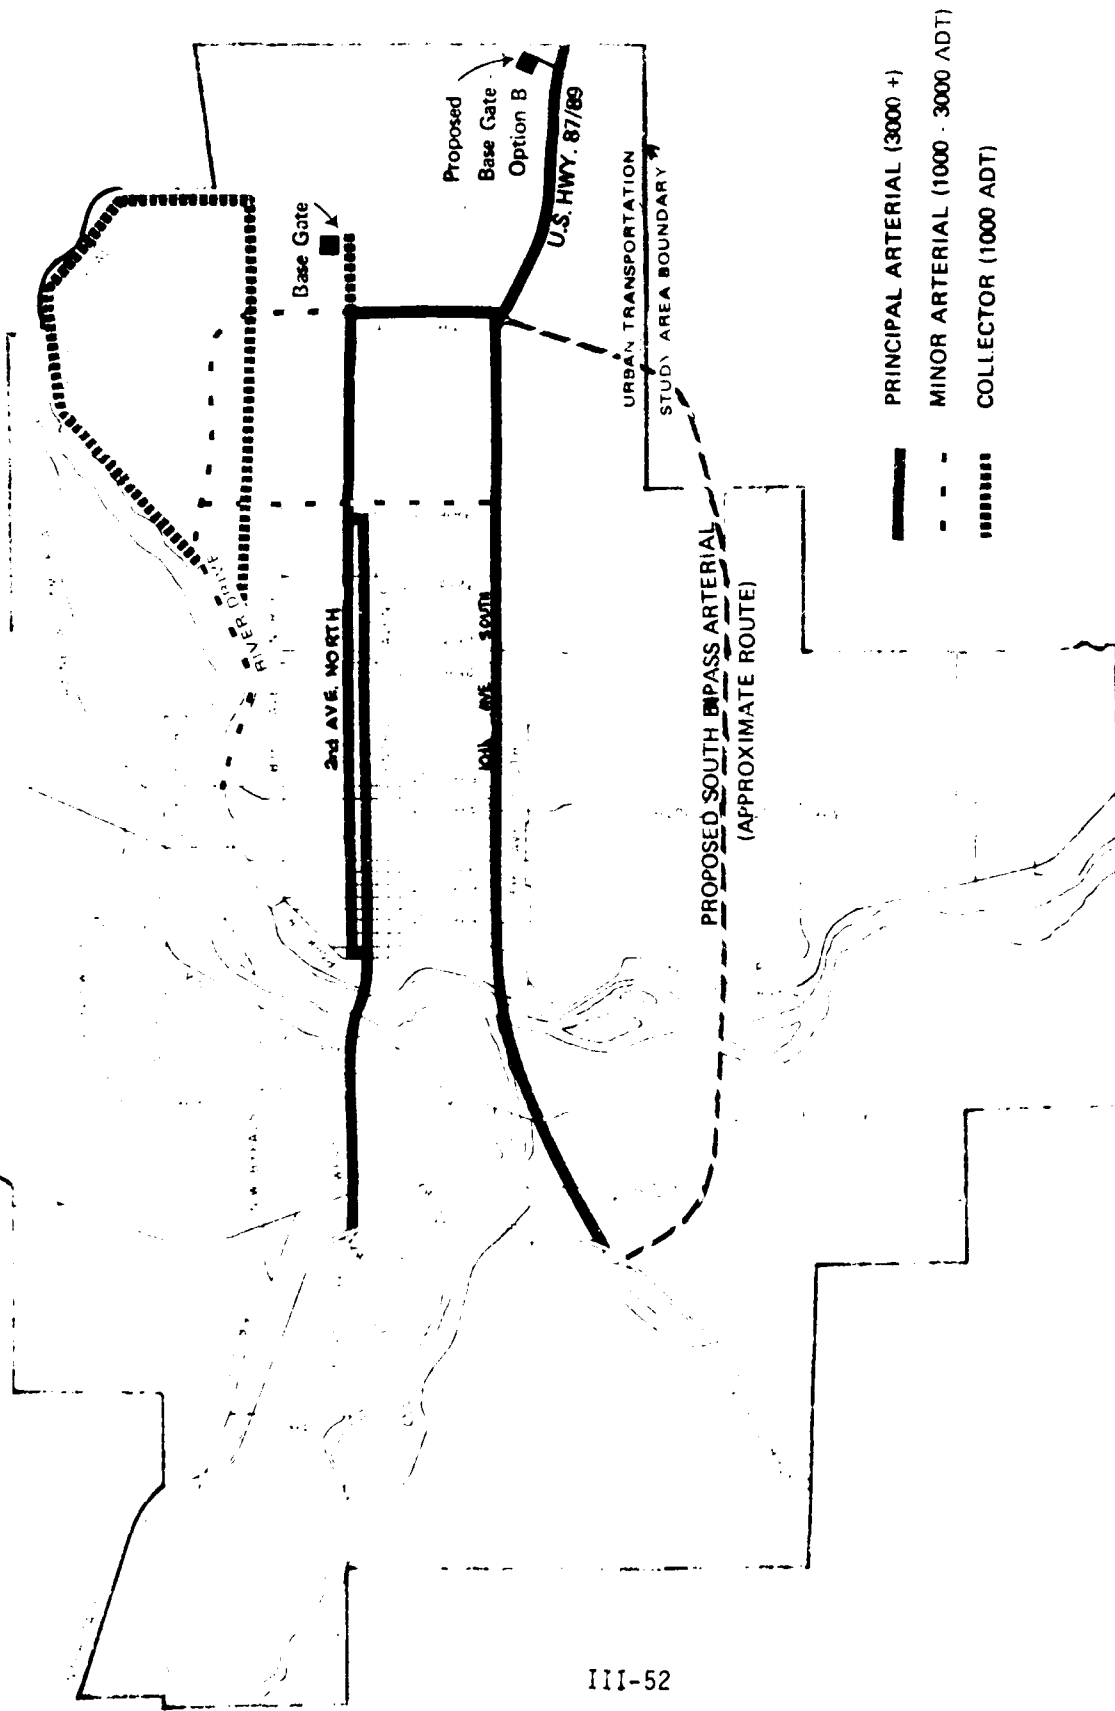 Proposed
Base Gate -
Option B
U.S. HWY. 87/89
Base Gate
URBAN TRANSPORTATION
STUDY AREA BOUNDARY
RIVER DRIVE
2nd AVE. NORTH
10th AVE. SOUTH
PROPOSED SOUTH BIPASS ARTERIAL
(APPROXIMATE ROUTE)
PRINCIPAL ARTERIAL (3000 +)
MINOR ARTERIAL (1000 - 3000 ADT)
COLLECTOR (1000 ADT)
III-52